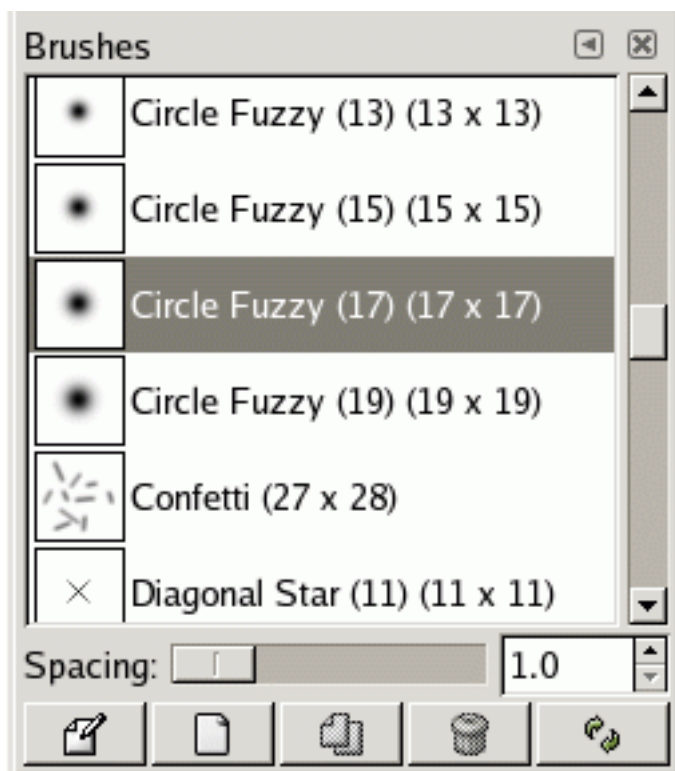 Brushes
Circle Fuzzy (13) (13 x 13)
Circle Fuzzy (15) (15 x 15)
Circle Fuzzy (17) (17 x 17)
Circle Fuzzy (19) (19 x 19)
Confetti (27 x 28)
Diagonal Star (11) (11 x 11)
Spacing: 1.0